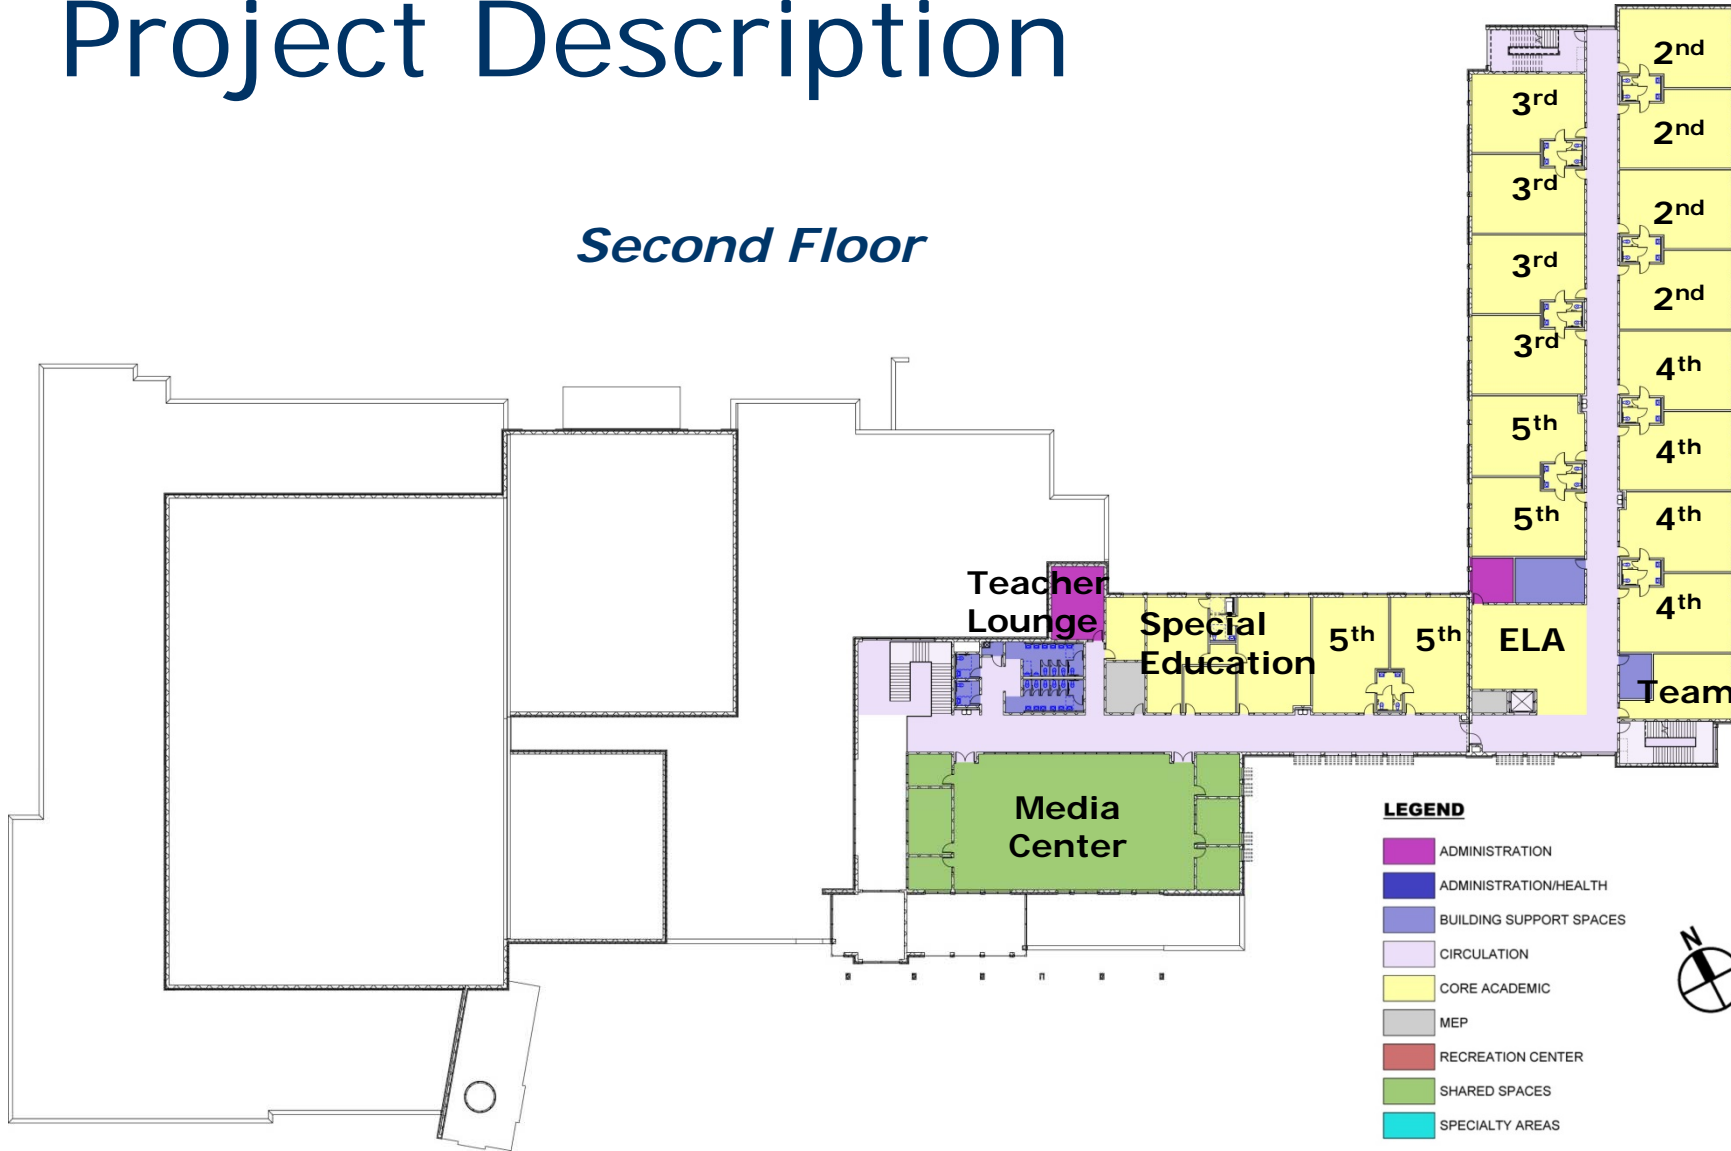 Project Description
Second Floor
2nd
3rd
2nd
3rd
2nd
3rd
2nd
3rd
4th
5th
4th
5th
4th
Teacher
Lounge
Special
Education
5th
5th
ELA
4th
Team
Media
Center
LEGEND
ADMINISTRATION
ADMINISTRATION/HEALTH
BUILDING SUPPORT SPACES
CIRCULATION
CORE ACADEMIC
MEP
RECREATION CENTER
SHARED SPACES
SPECIALTY AREAS
N